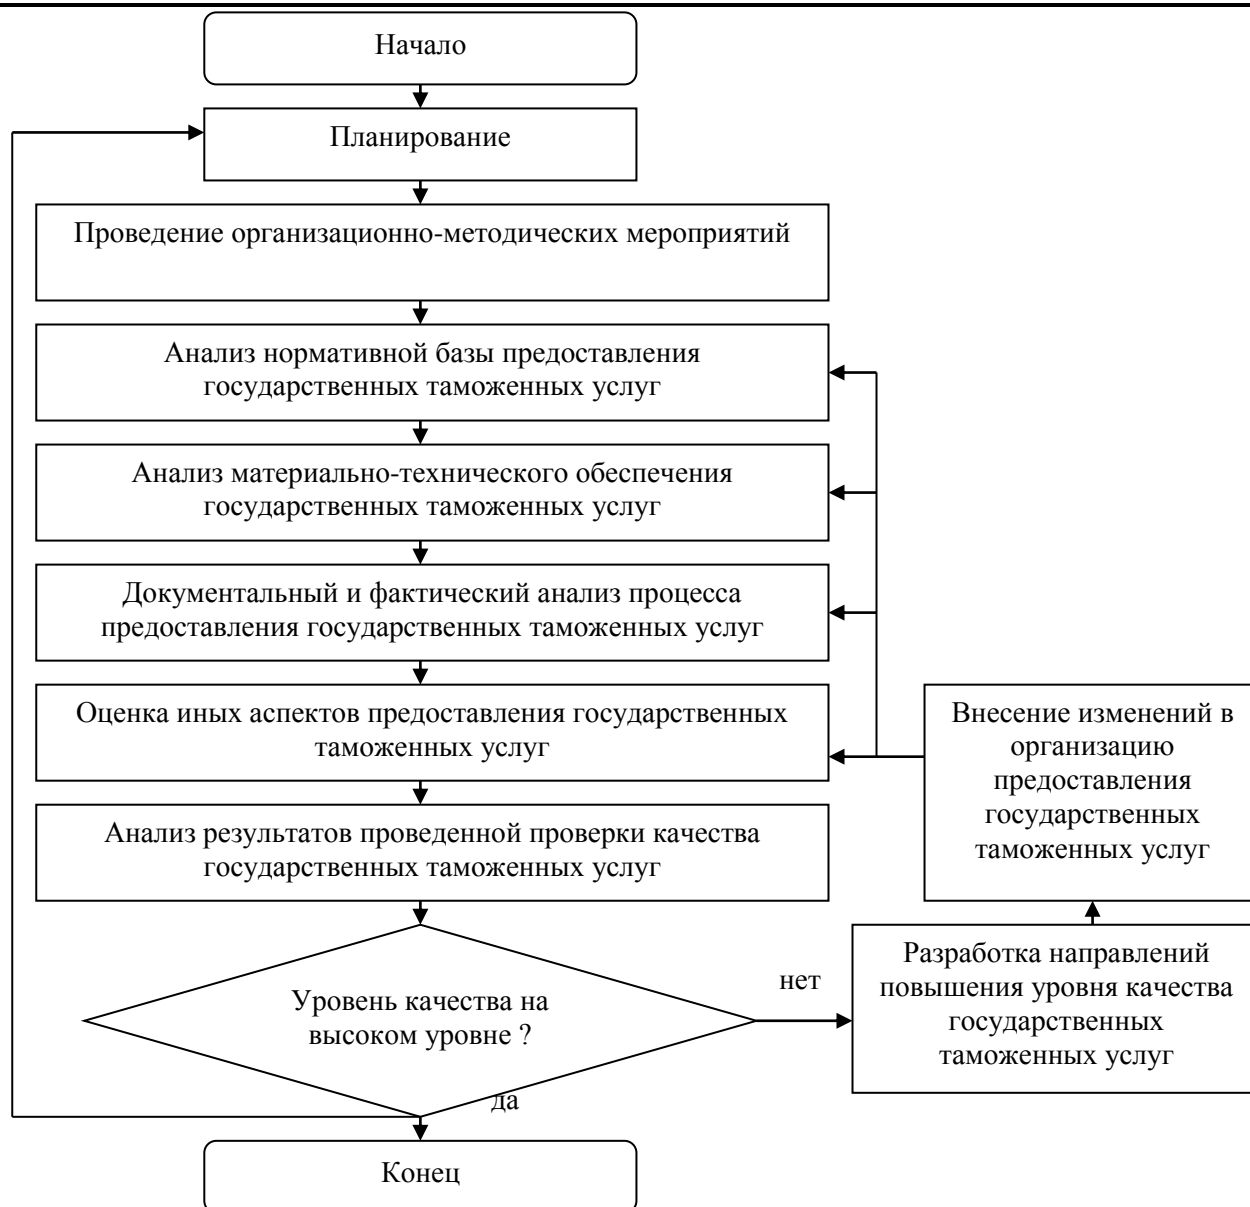 Начало
Планирование
Проведение организационно-методических мероприятий
Анализ нормативной базы предоставления
государственных таможенных услуг
Анализ материально-технического обеспечения
государственных таможенных услуг
Документальный и фактический анализ процесса
предоставления государственных таможенных услуг
Оценка иных аспектов предоставления государственных
таможенных услуг
Внесение изменений в
организацию
предоставления
государственных
таможенных услуг
Анализ результатов проведенной проверки качества
государственных таможенных услуг
Уровень качества на
высоком уровне ?
нет
Разработка направлений
повышения уровня качества
государственных
таможенных услуг
да
Конец